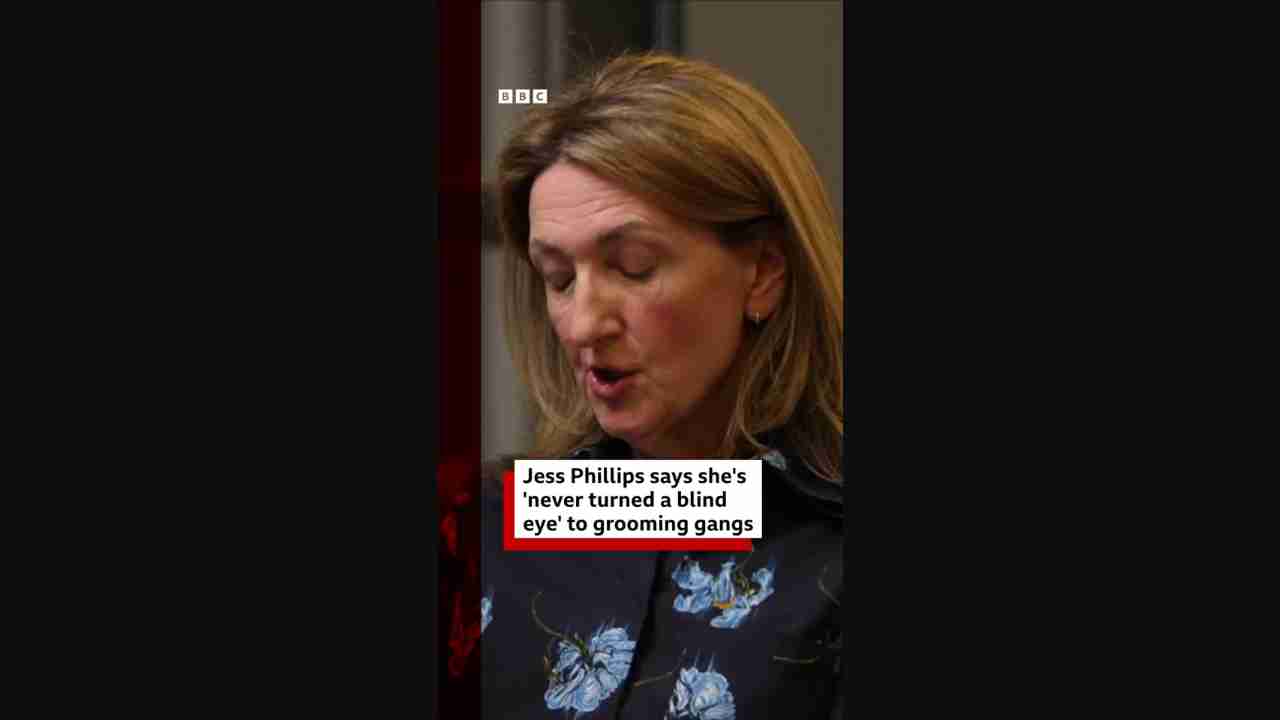 BBC
Jess Phillips says she's
'never turned a blind
eye' to grooming gangs